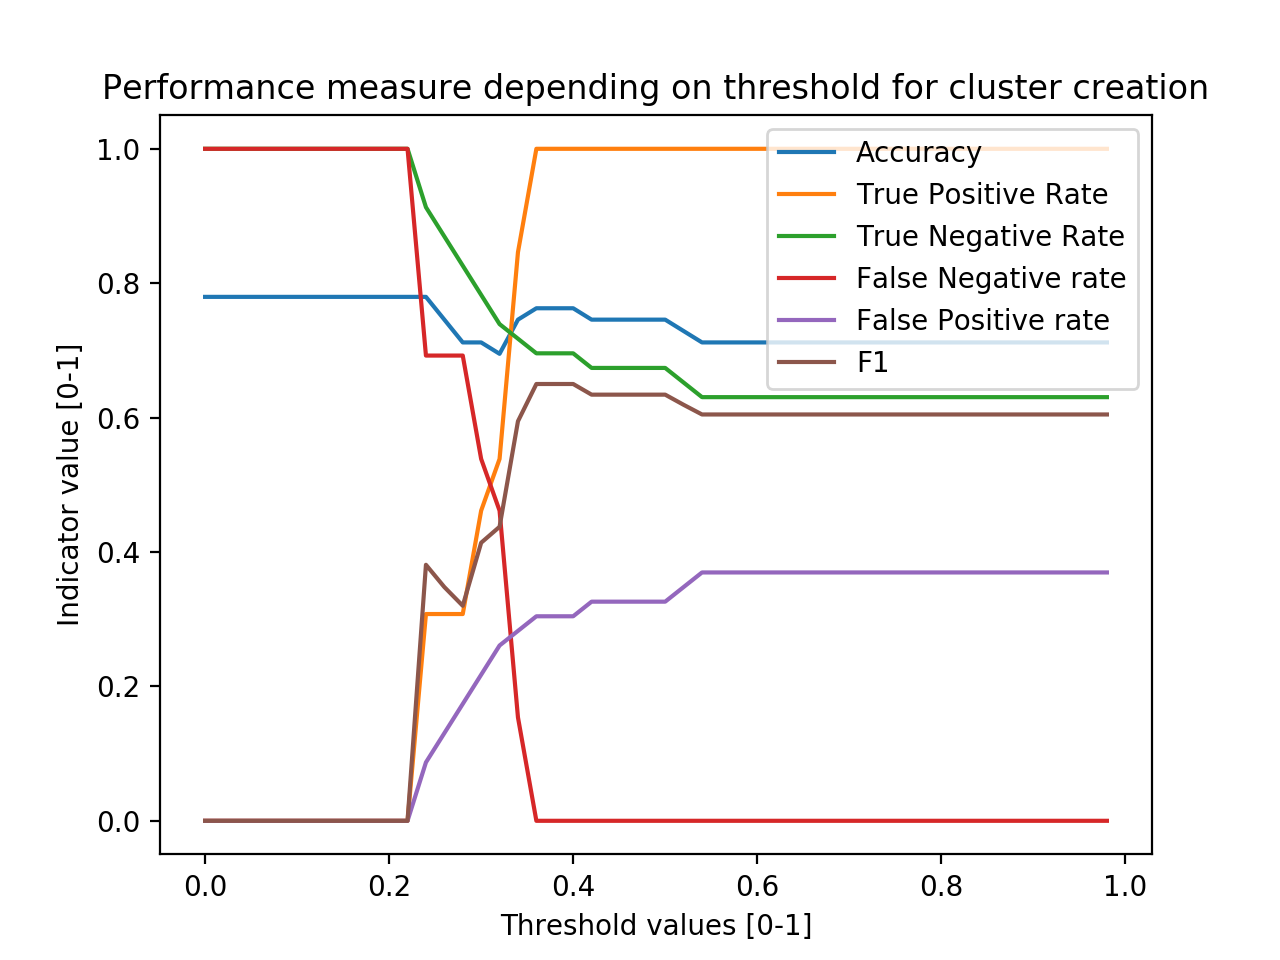 Performance measure depending on threshold for cluster creation
Indicator value [0-1]
1.0
0.8
0.6
0.4
0.2
0.0
Accuracy
True Positive Rate
True Negative Rate
False Negative rate
False Positive rate
F1
0.0 0.2 0.4 0.6 0.8 1.0
Threshold values [0-1]